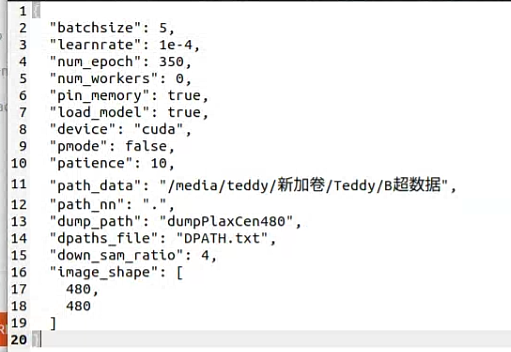 1 {
2 "batchsize": 5,
3 "learnrate": 1e-4,
4 "num_epoch": 350,
5 "num_workers": 0,
6 "pin_memory": true,
7 "load_model": true,
8 "device": "cuda",
9 "pmode": false,
10 "patience": 10,
11 "path_data": "/media/teddy/新加卷/Teddy/B超数据",
12 "path_nn": ".",
13 "dump_path": "dumpPlaxCen480",
14 "dpaths_file": "DPATH.txt",
15 "down_sam_ratio": 4,
16 "image_shape": [
17 480,
18 480
19 ]
20 }